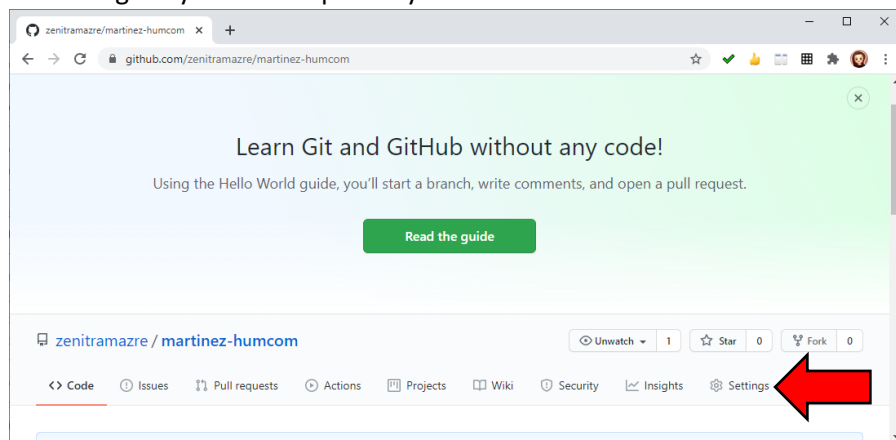 zenitramazre/martinez-humcom
github.com/zenitramazre/martinez-humcom
Learn Git and GitHub without any code!
Using the Hello World guide, you'll start a branch, write comments, and open a pull request.
Read the guide
zenitramazre / martinez-humcom Unwatch 1 Star 0 Fork 0
<> Code Issues Pull requests Actions Projects Wiki Security Insights Settings